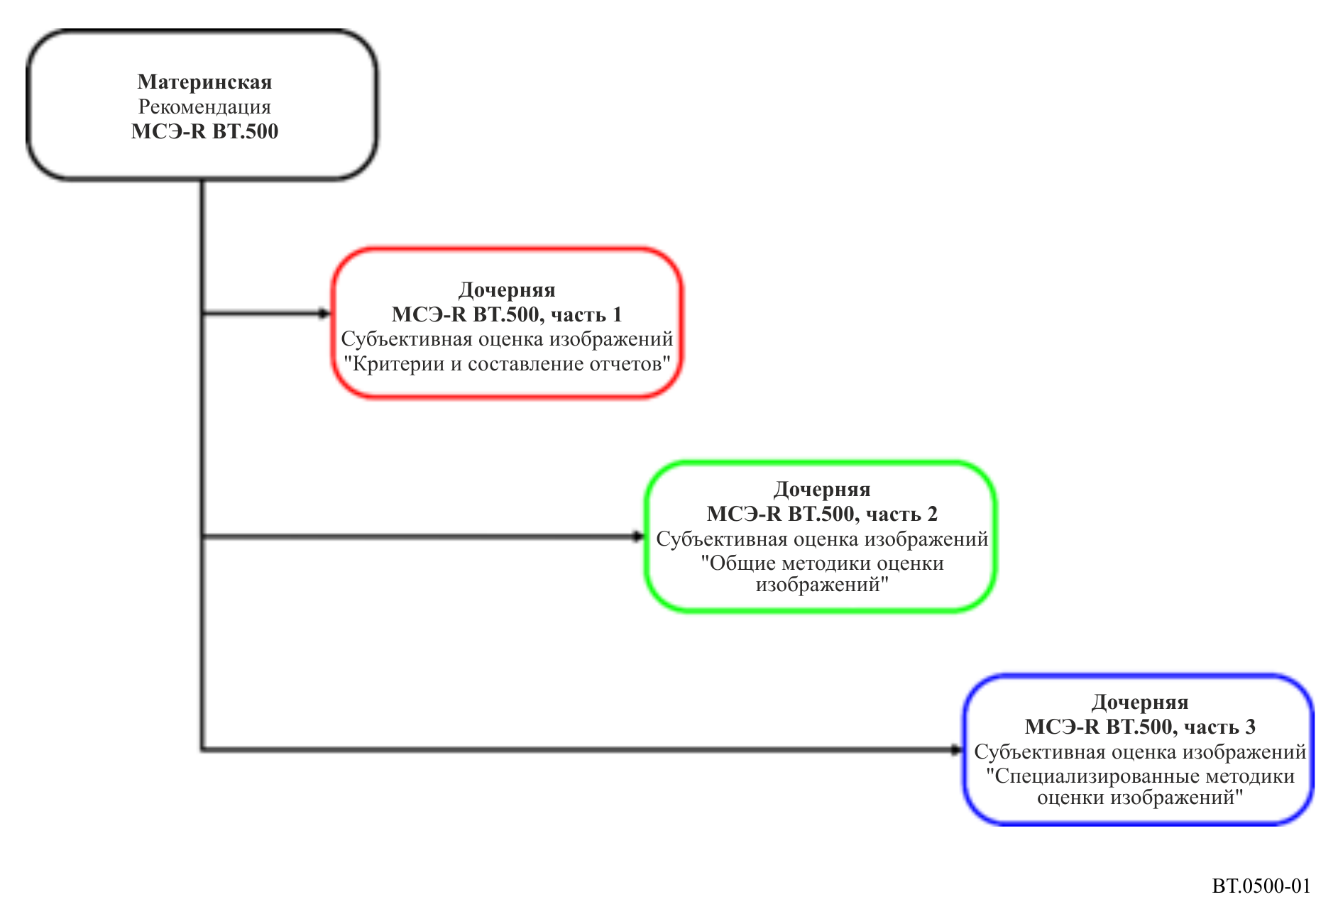 Материнская
Рекомендация
МСЭ-R BT.500
Дочерняя
МСЭ-R BT.500, часть 1
Субъективная оценка изображений
"Критерии и составление отчетов"
Дочерняя
МСЭ-R BT.500, часть 2
Субъективная оценка изображений
"Общие методики оценки
изображений"
Дочерняя
МСЭ-R BT.500, часть 3
Субъективная оценка изображений
"Специализированные методики
оценки изображений"
BT.0500-01